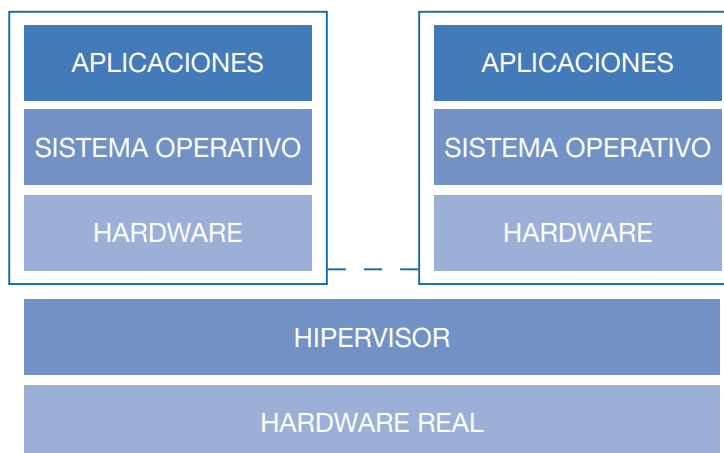 APLICACIONES
SISTEMA OPERATIVO
HARDWARE
APLICACIONES
SISTEMA OPERATIVO
HARDWARE
HIPERVISOR
HARDWARE REAL